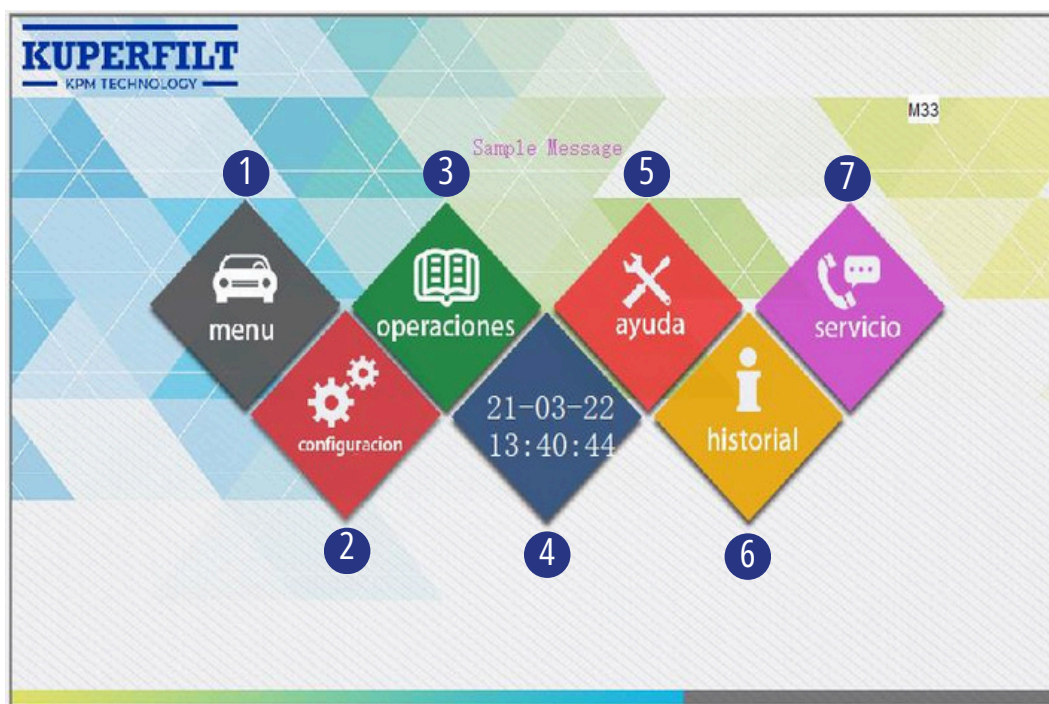 KUPERFILT
KPM TECHNOLOGY
M33
Sample Message
1
3
5
7
menu
operaciones
ayuda
servicio
configuracion
21-03-22
13:40:44
historial
2
4
6